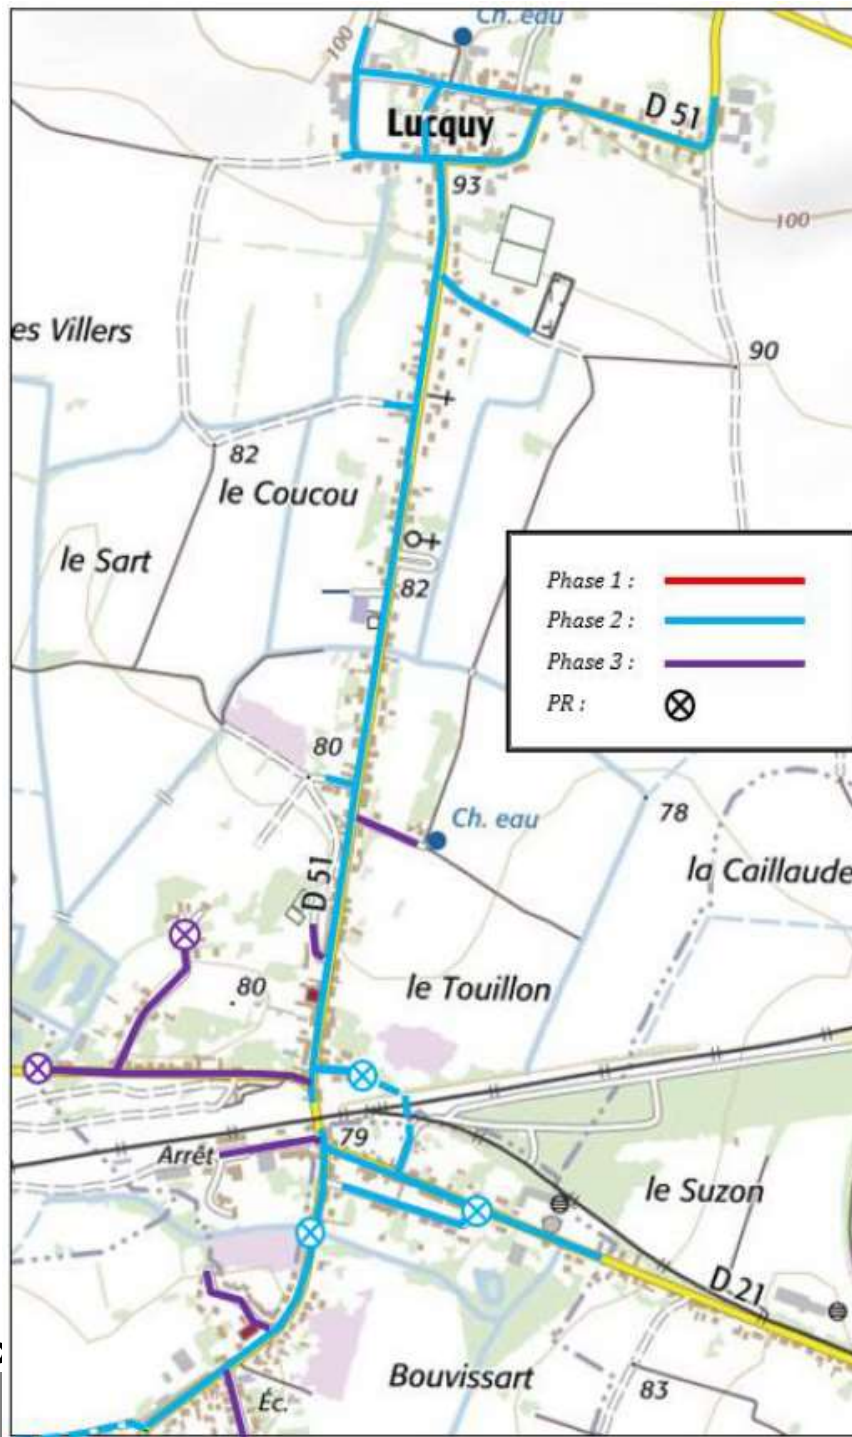 Ch. eau
100
D 51
Lucquy
93
100
es Villers
90
82
le Coucou
le Sart
82
Phase 1 :
Phase 2 :
Phase 3 :
PR :
80
Ch. eau
78
la Caillaude
D 51
80
le Touillon
79
Arrêt
le Suzon
D 21
Bouvissart
83
Éc.